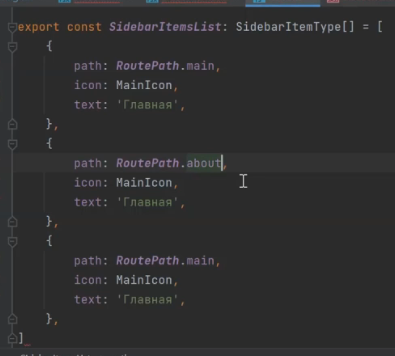 export const SidebarItemsList: SidebarItemType[] = [
{
path: RoutePath.main,
icon: MainIcon,
text: 'Главная',
},
{
path: RoutePath.about,
icon: MainIcon,
text: 'Главная',
},
{
path: RoutePath.main,
icon: MainIcon,
text: 'Главная',
},
]